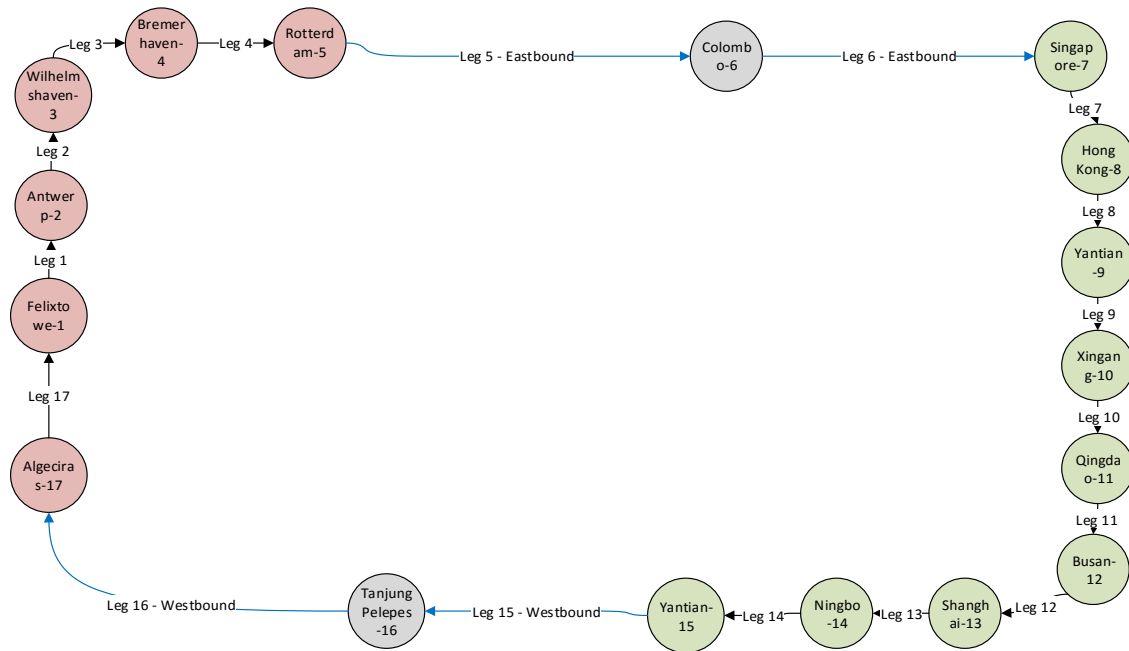 Bremer
haven-
4
Leg 3
Leg 4
Rotterd
am-5
Leg 5 - Eastbound
Colomb
o-6
Leg 6 - Eastbound
Singap
ore-7
Wilhelm
shaven-
3
Leg 7
Leg 2
Hong
Kong-8
Antwer
p-2
Leg 8
Leg 1
Yantian
-9
Felixto
we-1
Leg 9
Xingan
g-10
Leg 17
Leg 10
Algecira
s-17
Qingda
o-11
Leg 11
Busan-
12
Leg 16 - Westbound
Tanjung
Pelepes
-16
Leg 15 - Westbound
Yantian-
15
Leg 14
Ningbo
-14
Leg 13
Shangh
ai-13
Leg 12